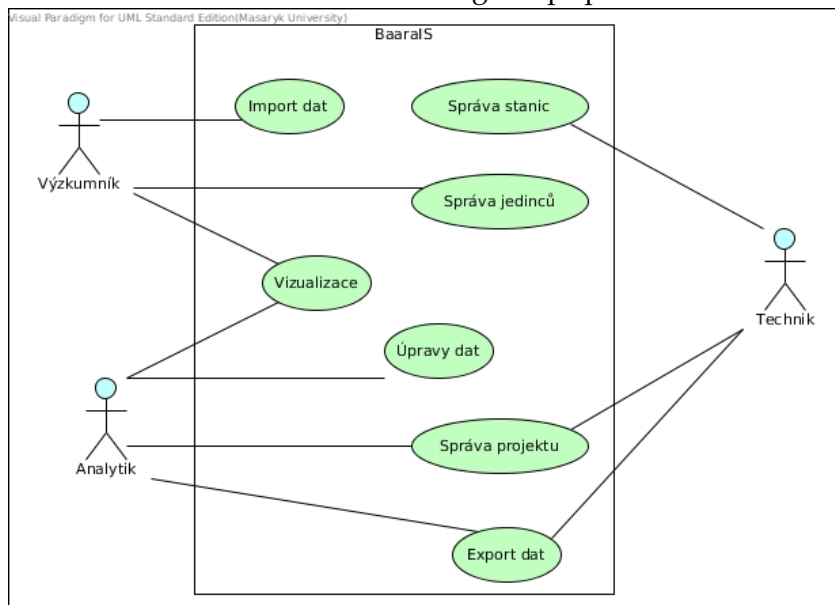 Visual Paradigm for UML Standard Edition(Masaryk University)
BaaraIS
Import dat
Správa stanic
Výzkumník
Správa jedinců
Vizualizace
Technik
Úpravy dat
Správa projektu
Analytik
Export dat